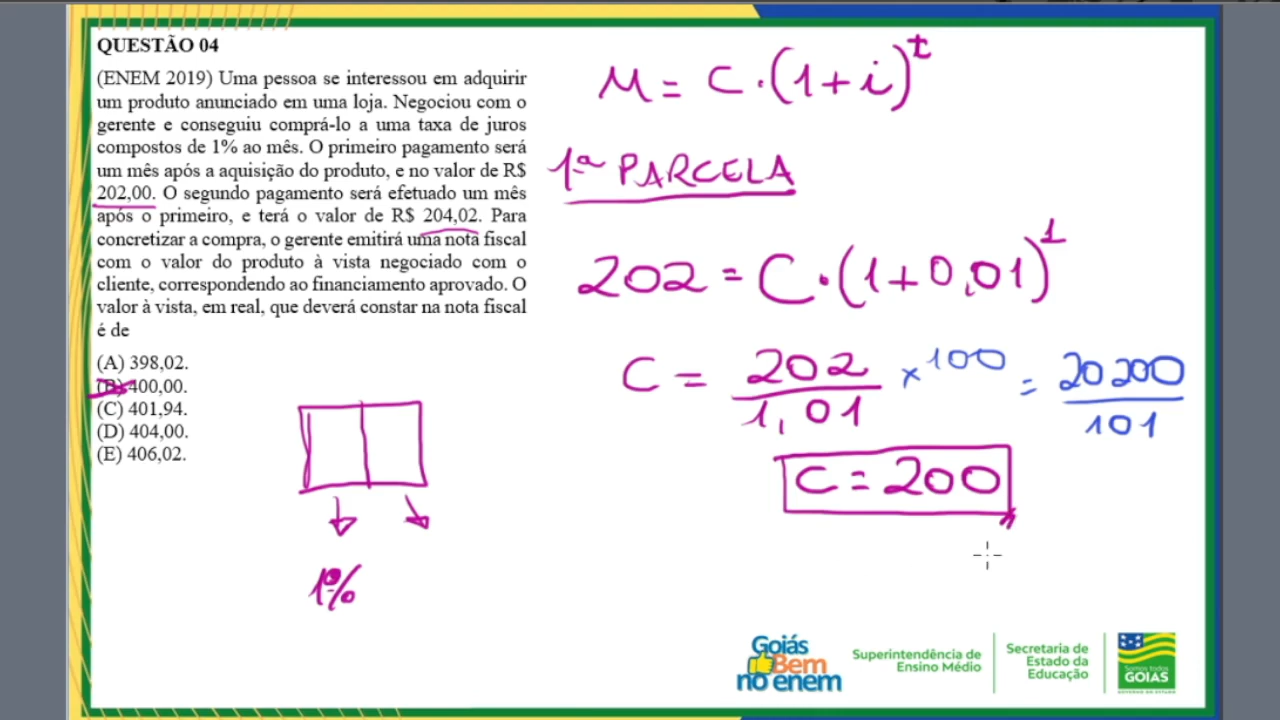 QUESTÃO 04
(ENEM 2019) Uma pessoa se interessou em adquirir
um produto anunciado em uma loja. Negociou com o
gerente e conseguiu comprá-lo a uma taxa de juros
compostos de 1% ao mês. O primeiro pagamento será
um mês após a aquisição do produto, e no valor de R$
202,00. O segundo pagamento será efetuado um mês
após o primeiro, e terá o valor de R$ 204,02. Para
concretizar a compra, o gerente emitirá uma nota fiscal
com o valor do produto à vista negociado com o
cliente, correspondendo ao financiamento aprovado. O
valor à vista, em real, que deverá constar na nota fiscal
é de
(A) 398,02.
(B) 400,00.
(C) 401,94.
(D) 404,00.
(E) 406,02.
1%
M = C.(1+i)^t
1ª PARCELA
202 = C.(1+0,01)^1
C = 202/1,01 × 100 = 20200/101
C = 200
Goiás
Bem
no enem
Superintendência de
Ensino Médio
Secretaria de
Estado da
Educação
Somos todos
GOIÁS
GOVERNO DO ESTADO